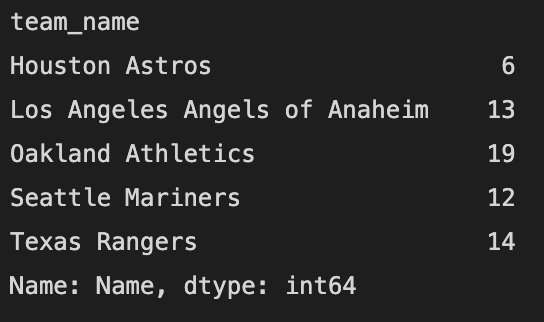 team_name
Houston Astros 6
Los Angeles Angels of Anaheim 13
Oakland Athletics 19
Seattle Mariners 12
Texas Rangers 14
Name: Name, dtype: int64